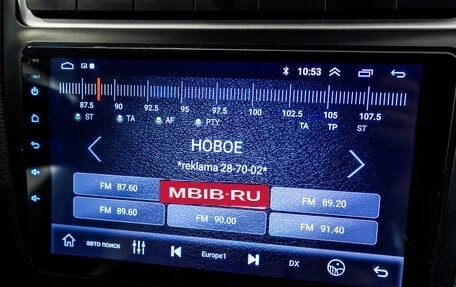 MIC
10:53
RST
87.5 90 92.5 95 97.5 100 102.5 105 107.5
ST TA AF PTY TA TP ST
НОВОЕ
*reklama 28-70-02*
FM 87.60 FM 89.20
MBIB-RU
FM 89.60 FM 90.00 FM 91.40
авто поиск Europe1 DX